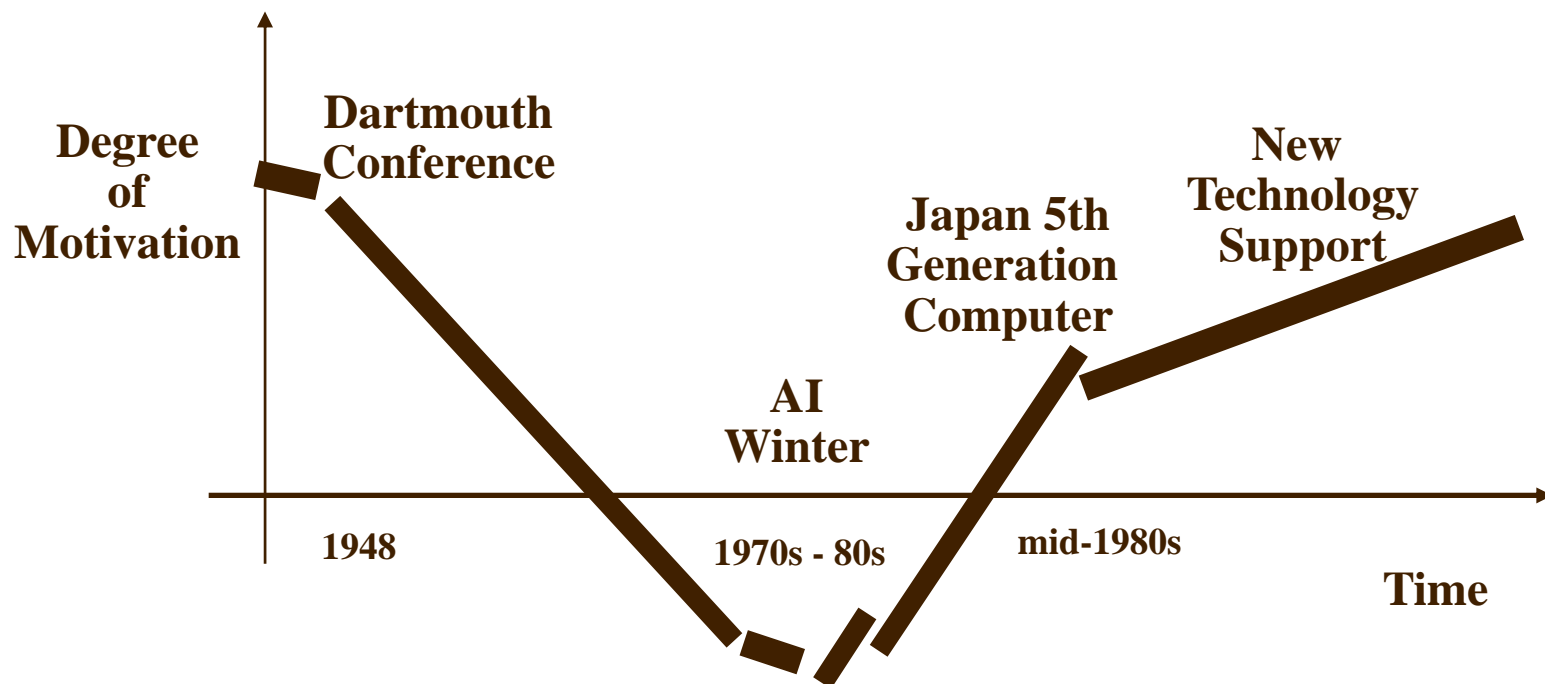 Degree
of
Motivation
Dartmouth
Conference
AI
Winter
Japan 5th
Generation
Computer
New
Technology
Support
1948
1970s - 80s
mid-1980s
Time